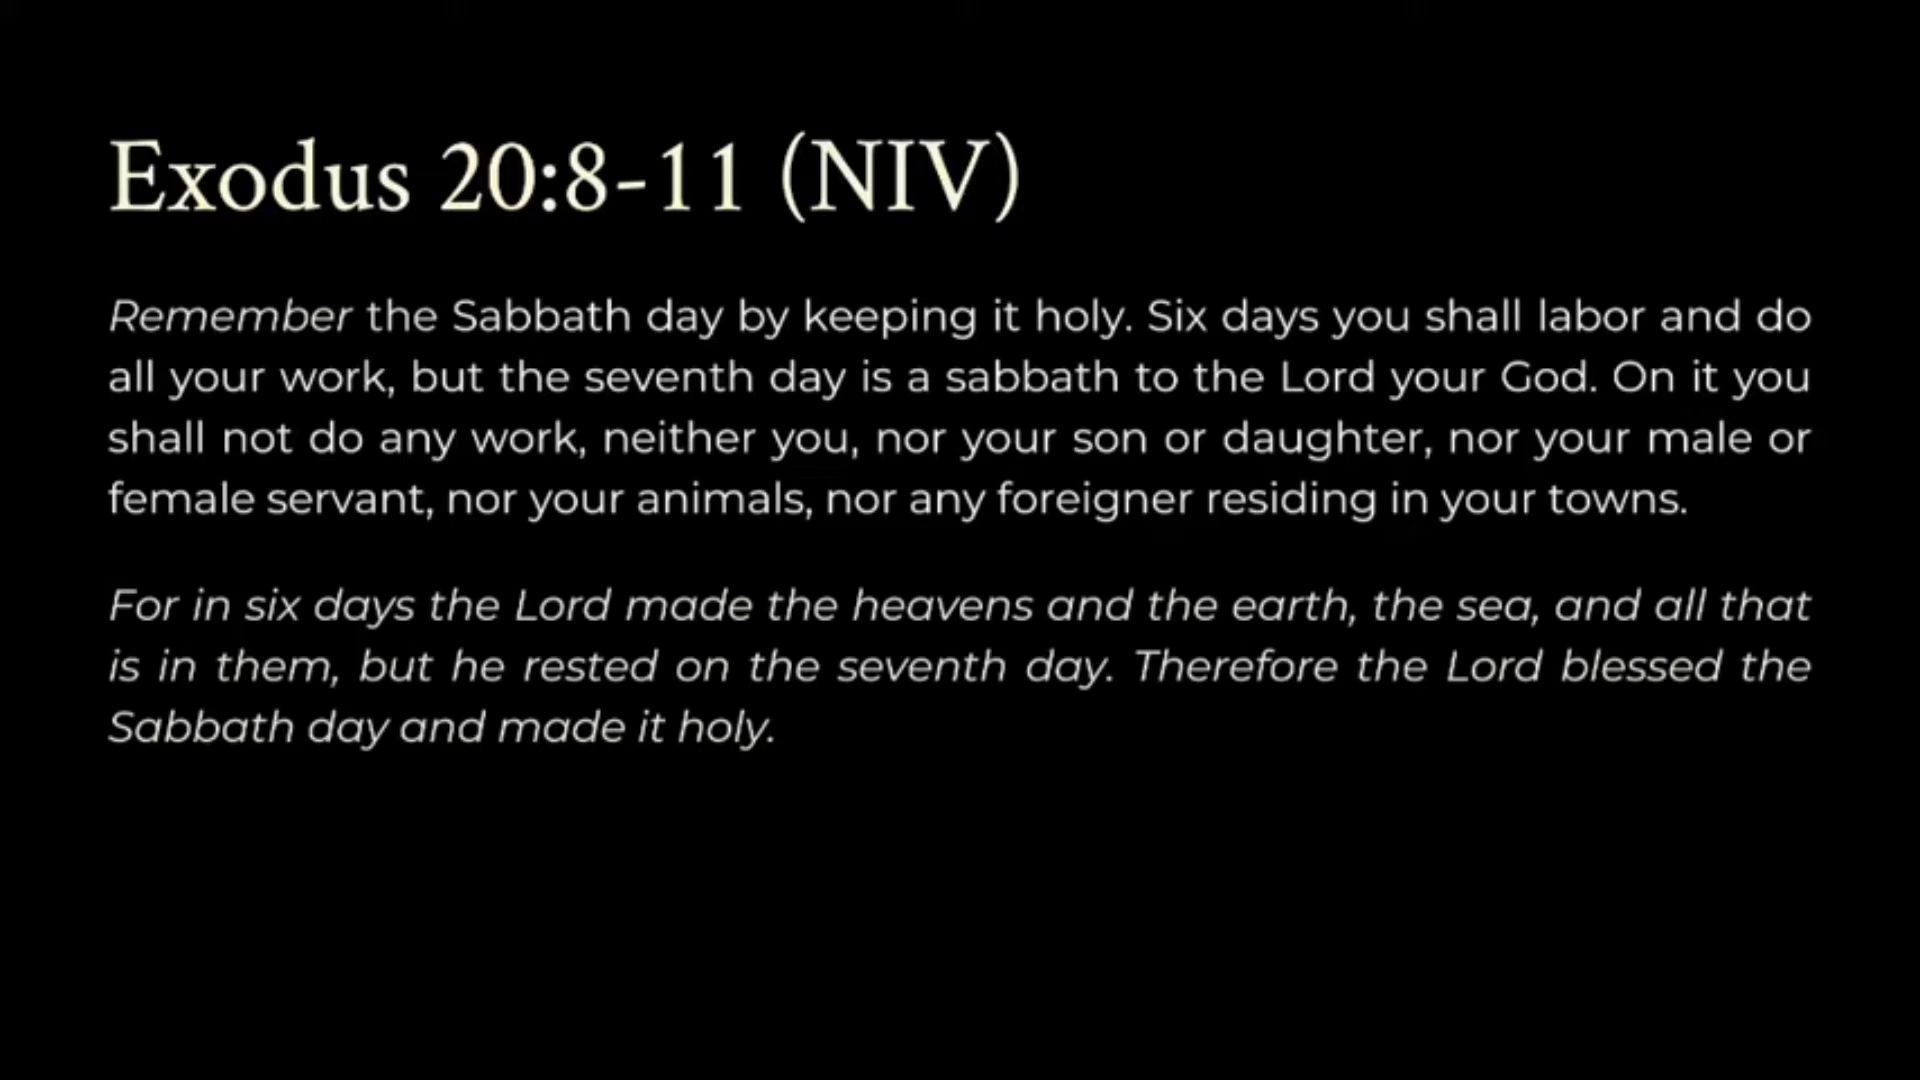 Exodus 20:8-11 (NIV)
Remember the Sabbath day by keeping it holy. Six days you shall labor and do
all your work, but the seventh day is a sabbath to the Lord your God. On it you
shall not do any work, neither you, nor your son or daughter, nor your male or
female servant, nor your animals, nor any foreigner residing in your towns.
For in six days the Lord made the heavens and the earth, the sea, and all that
is in them, but he rested on the seventh day. Therefore the Lord blessed the
Sabbath day and made it holy.